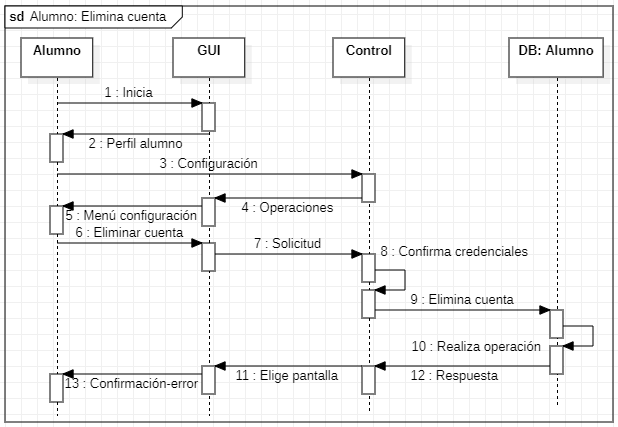 sd Alumno: Elimina cuenta
Alumno
GUI
Control
DB: Alumno
1 : Inicia
2 : Perfil alumno
3 : Configuración
4 : Operaciones
5 : Menú configuración
6 : Eliminar cuenta
7 : Solicitud
8 : Confirma credenciales
9 : Elimina cuenta
10 : Realiza operación
11 : Elige pantalla
12 : Respuesta
13 : Confirmación-error